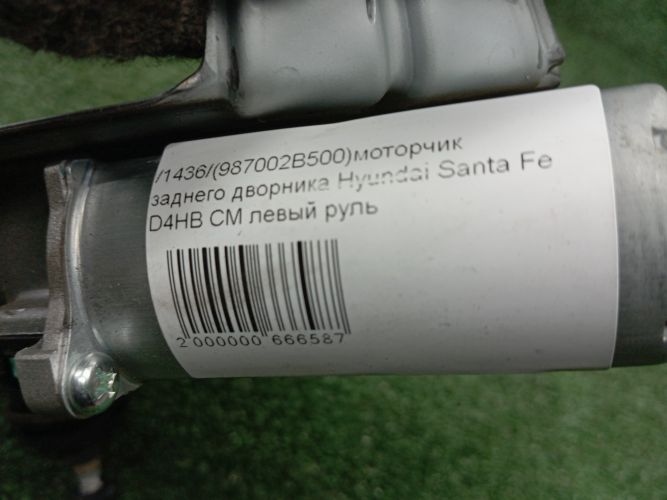 /1436/(987002B500)моторчик
заднего дворника Hyundai Santa Fe
D4HB CM левый руль
2 000000 666587